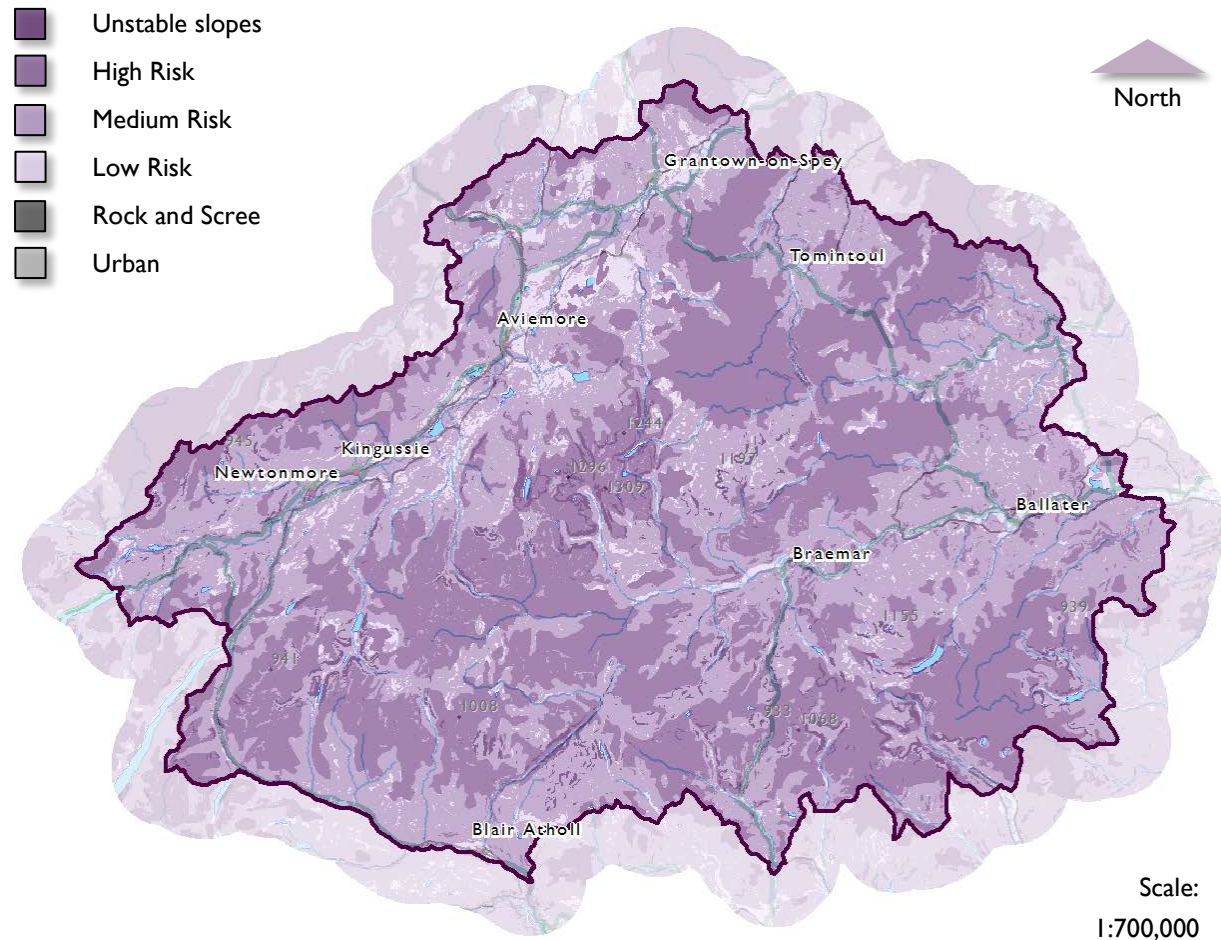 Unstable slopes
High Risk
Medium Risk
Low Risk
Rock and Scree
Urban
North
Grantown-on-Spey
Tomintoul
Aviemore
1244
945
Kingussie
1197
1296
Newtonmore
1309
Ballater
Braemar
939
1155
941
1008
933
1068
Blair Atholl
Scale:
1:700,000